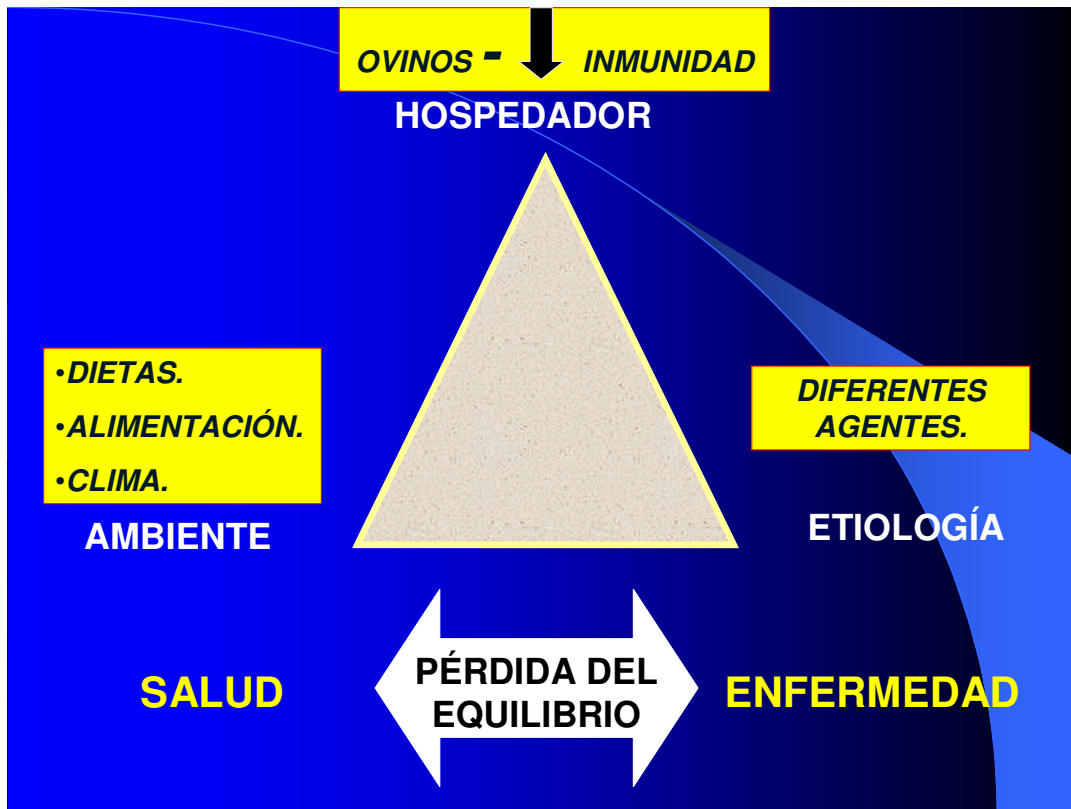 OVINOS - INMUNIDAD
HOSPEDADOR
•DIETAS.
•ALIMENTACIÓN.
•CLIMA.
AMBIENTE
DIFERENTES
AGENTES.
ETIOLOGÍA
SALUD
PÉRDIDA DEL
EQUILIBRIO
ENFERMEDAD